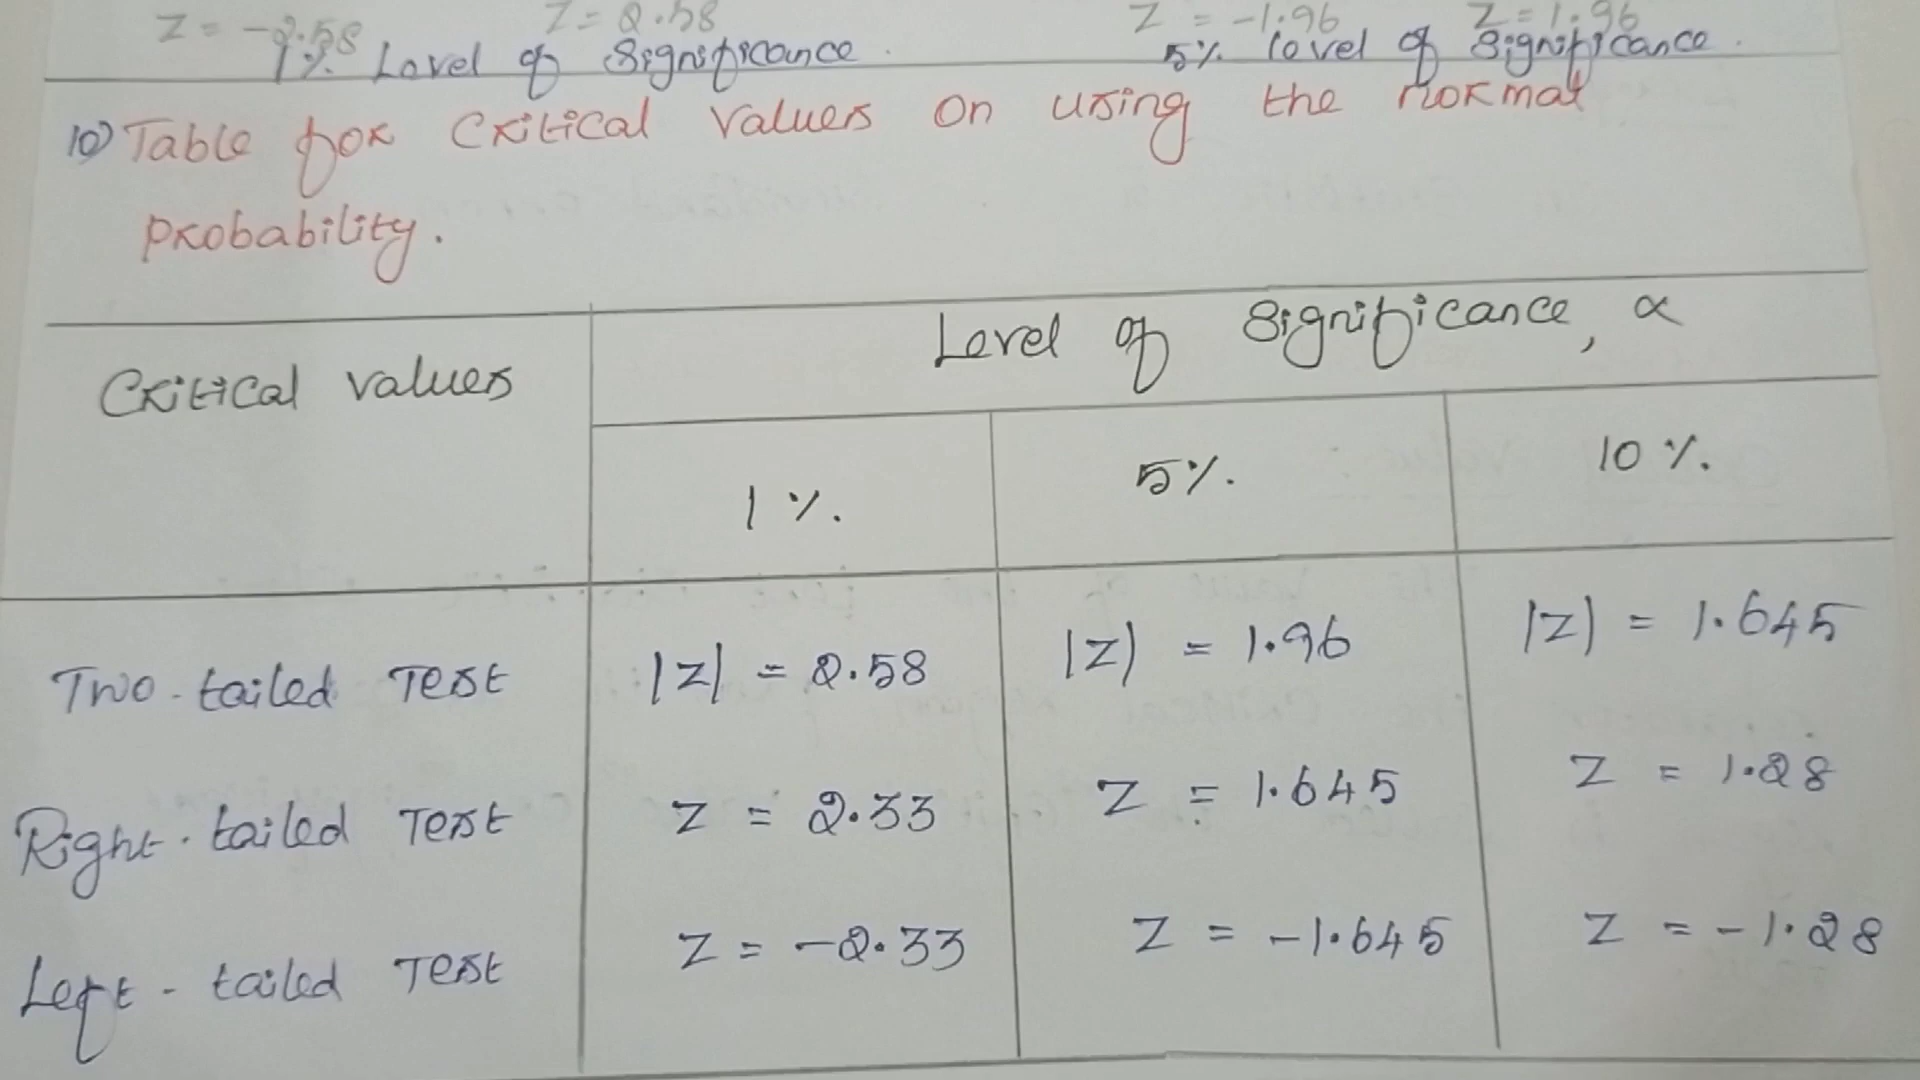 Z = -2.58 Z = 2.58 Z = -1.96 Z = 1.96
1% Level of Significance. 5% level of Significance.
10) Table for Critical values on using the normal
probability.
Critical values Level of Significance, α
1%. 5%. 10%.
Two-tailed Test |Z| = 2.58 |Z| = 1.96 |Z| = 1.645
Right-tailed Test Z = 2.33 Z = 1.645 Z = 1.28
Left-tailed Test Z = -2.33 Z = -1.645 Z = -1.28